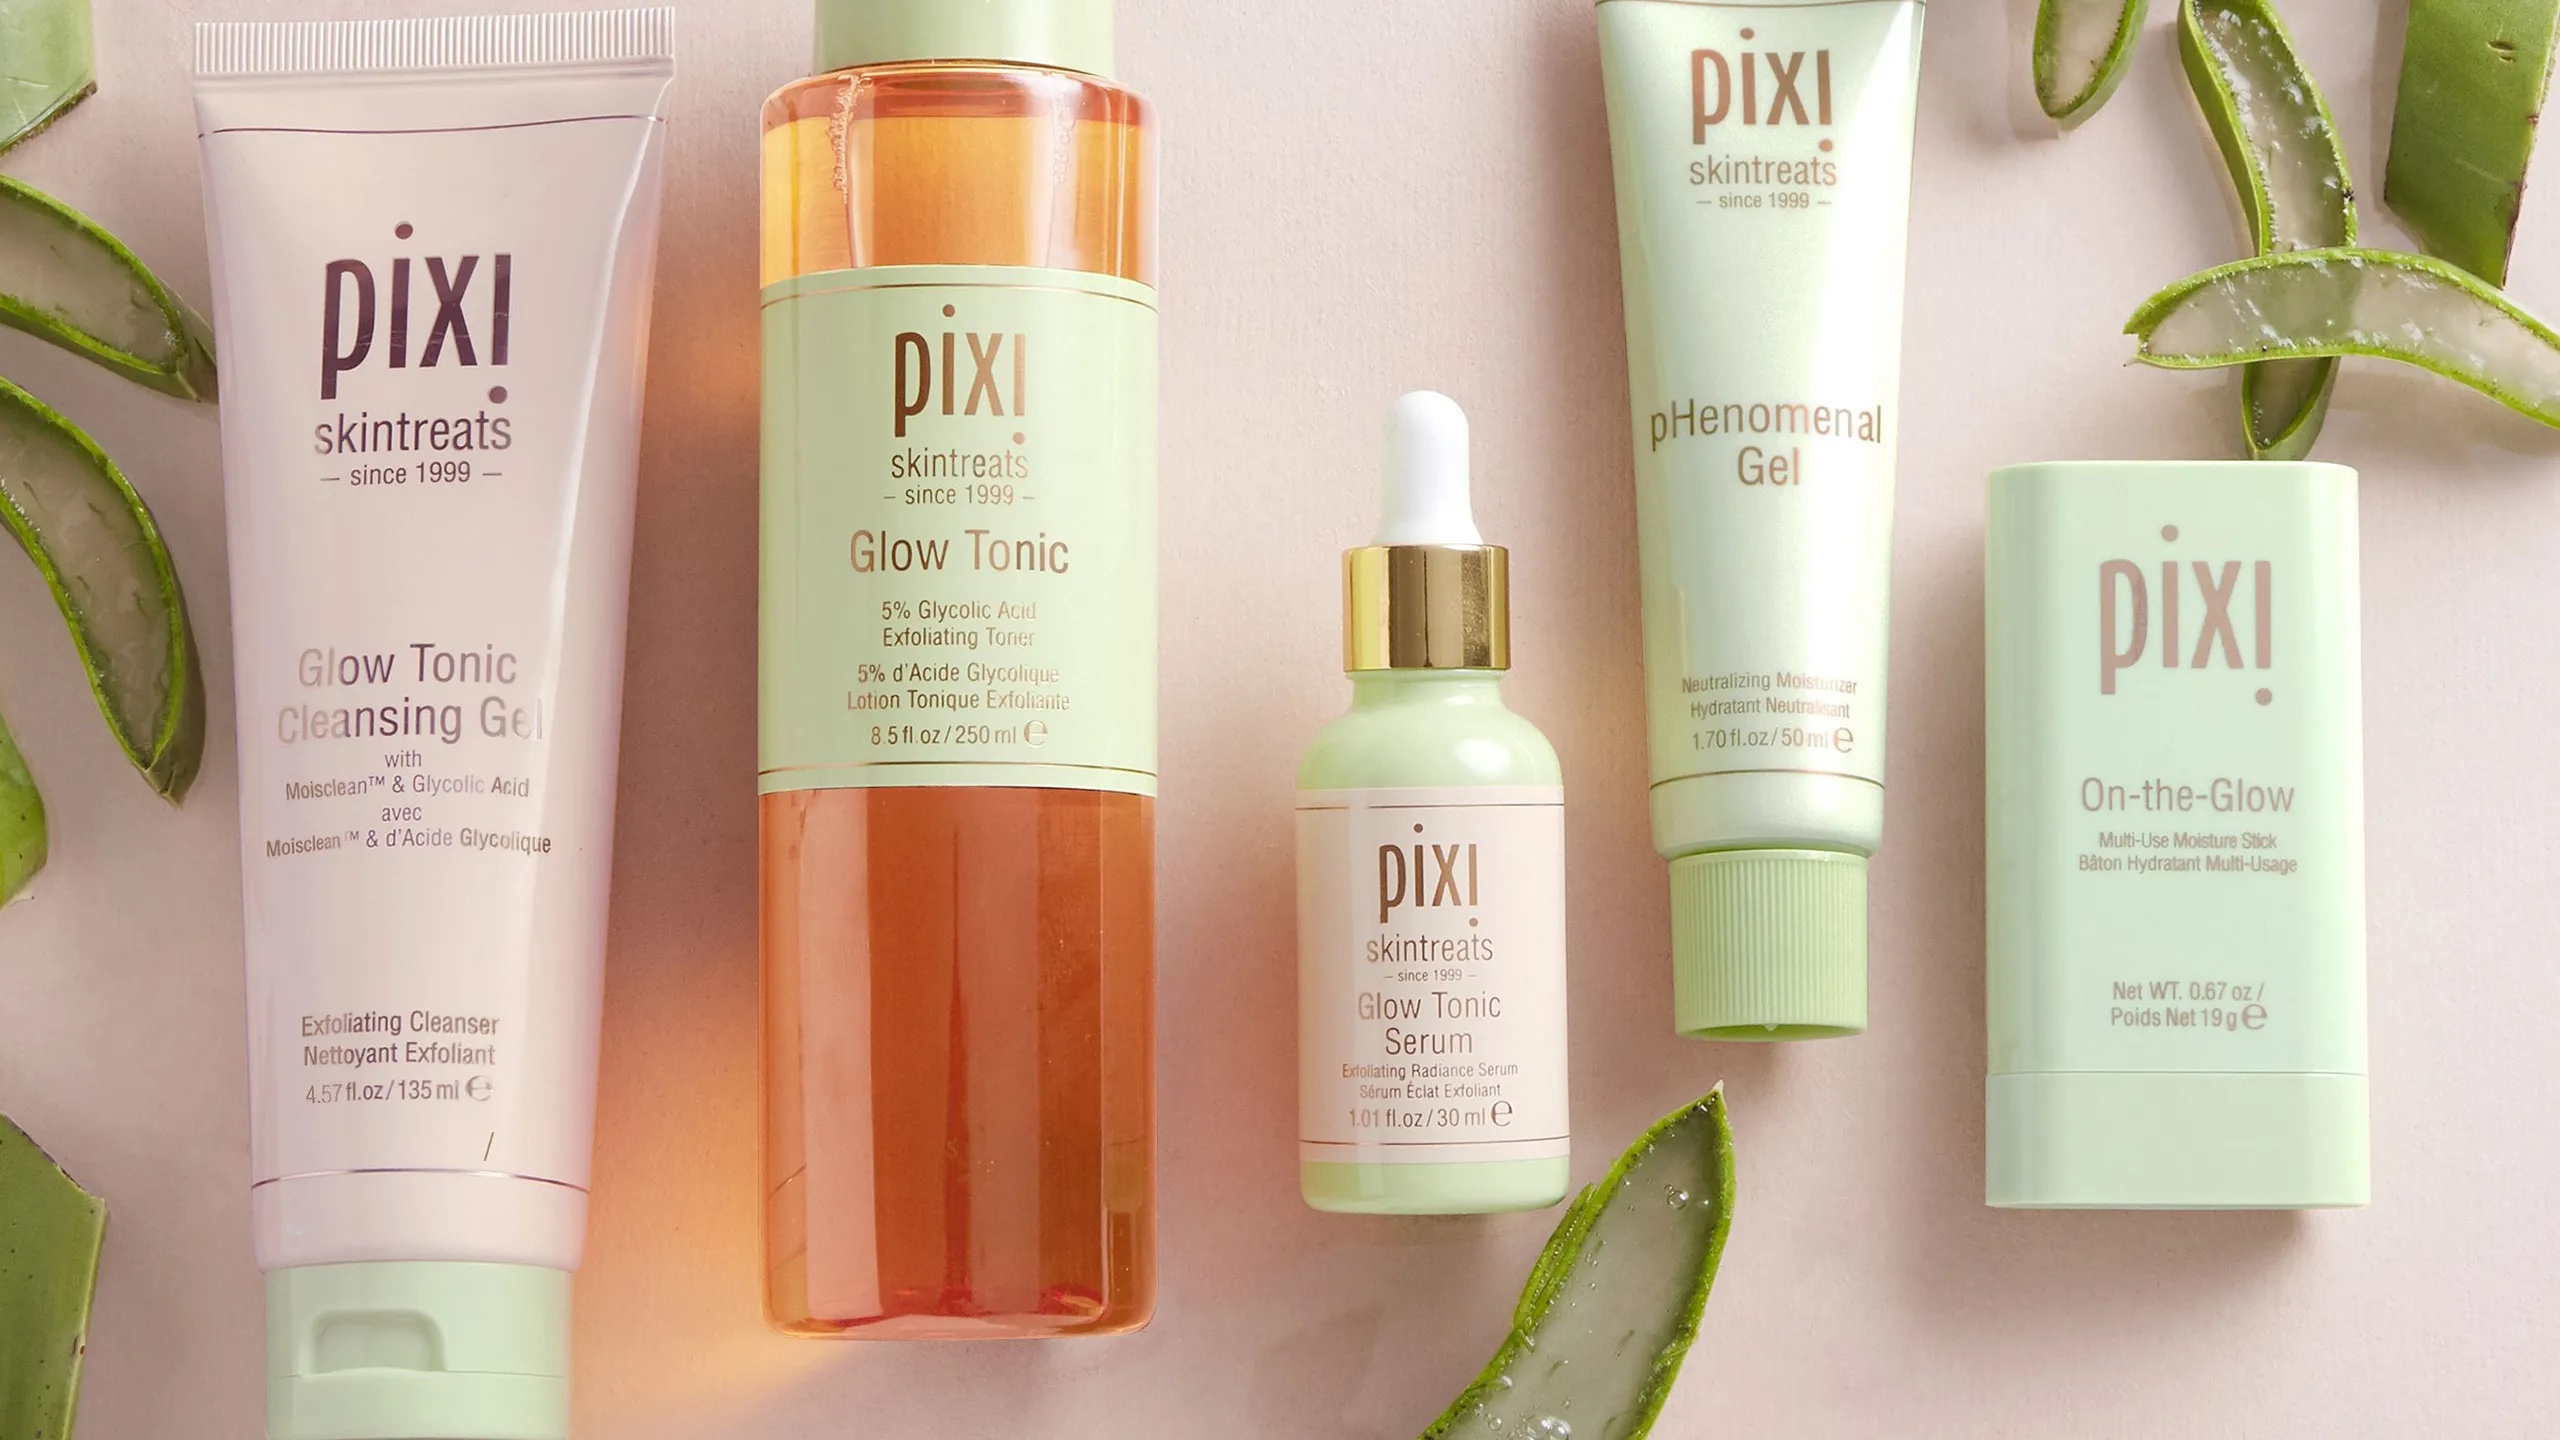 pixi
skintreats
– since 1999 –
Glow Tonic
Cleansing Gel
with
Moisclean™ & Glycolic Acid
avec
Moisclean™ & d'Acide Glycolique
Exfoliating Cleanser
Nettoyant Exfoliant
4.57 fl.oz/135 ml ℮
pixi
skintreats
– since 1999 –
Glow Tonic
5% Glycolic Acid
Exfoliating Toner
5% d'Acide Glycolique
Lotion Tonique Exfoliante
8.5 fl.oz/250 ml ℮
pixi
skintreats
– since 1999 –
Glow Tonic
Serum
Exfoliating Radiance Serum
Sérum Éclat Exfoliant
1.01 fl.oz/30 ml ℮
pixi
skintreats
– since 1999 –
pHenomenal
Gel
Neutralizing Moisturizer
Hydratant Neutralisant
1.70 fl.oz/50 ml ℮
pixi
On-the-Glow
Multi-Use Moisture Stick
Bâton Hydratant Multi-Usage
Net WT. 0.67 oz /
Poids Net 19 g ℮